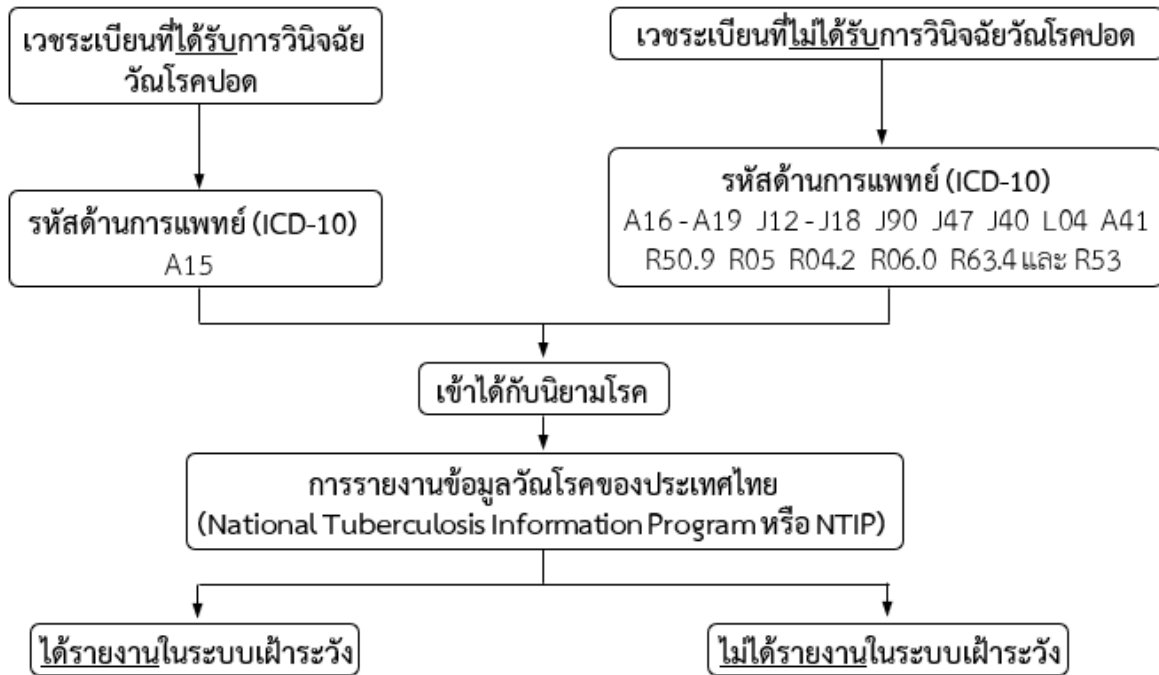 เวชระเบียนที่ได้รับการวินิจฉัย
วัณโรคปอด
เวชระเบียนที่ไม่ได้รับการวินิจฉัยวัณโรคปอด
รหัสด้านการแพทย์ (ICD-10)
A15
รหัสด้านการแพทย์ (ICD-10)
A16 - A19 J12 - J18 J90 J47 J40 L04 A41
R50.9 R05 R04.2 R06.0 R63.4 และ R53
เข้าได้กับนิยามโรค
การรายงานข้อมูลวัณโรคของประเทศไทย
(National Tuberculosis Information Program หรือ NTIP)
ได้รายงานในระบบเฝ้าระวัง
ไม่ได้รายงานในระบบเฝ้าระวัง